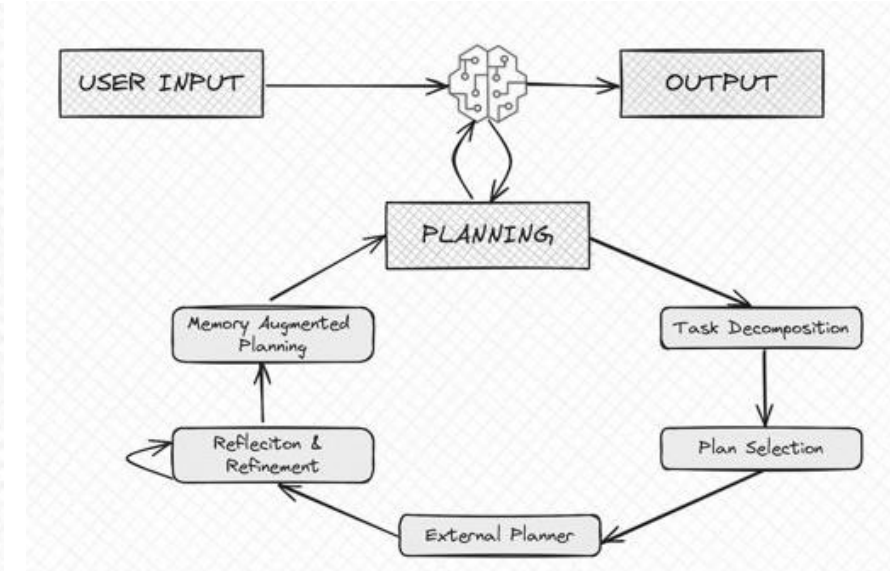 USER INPUT
OUTPUT
PLANNING
Memory Augmented
Planning
Task Decomposition
Refleciton &
Refinement
Plan Selection
External Planner